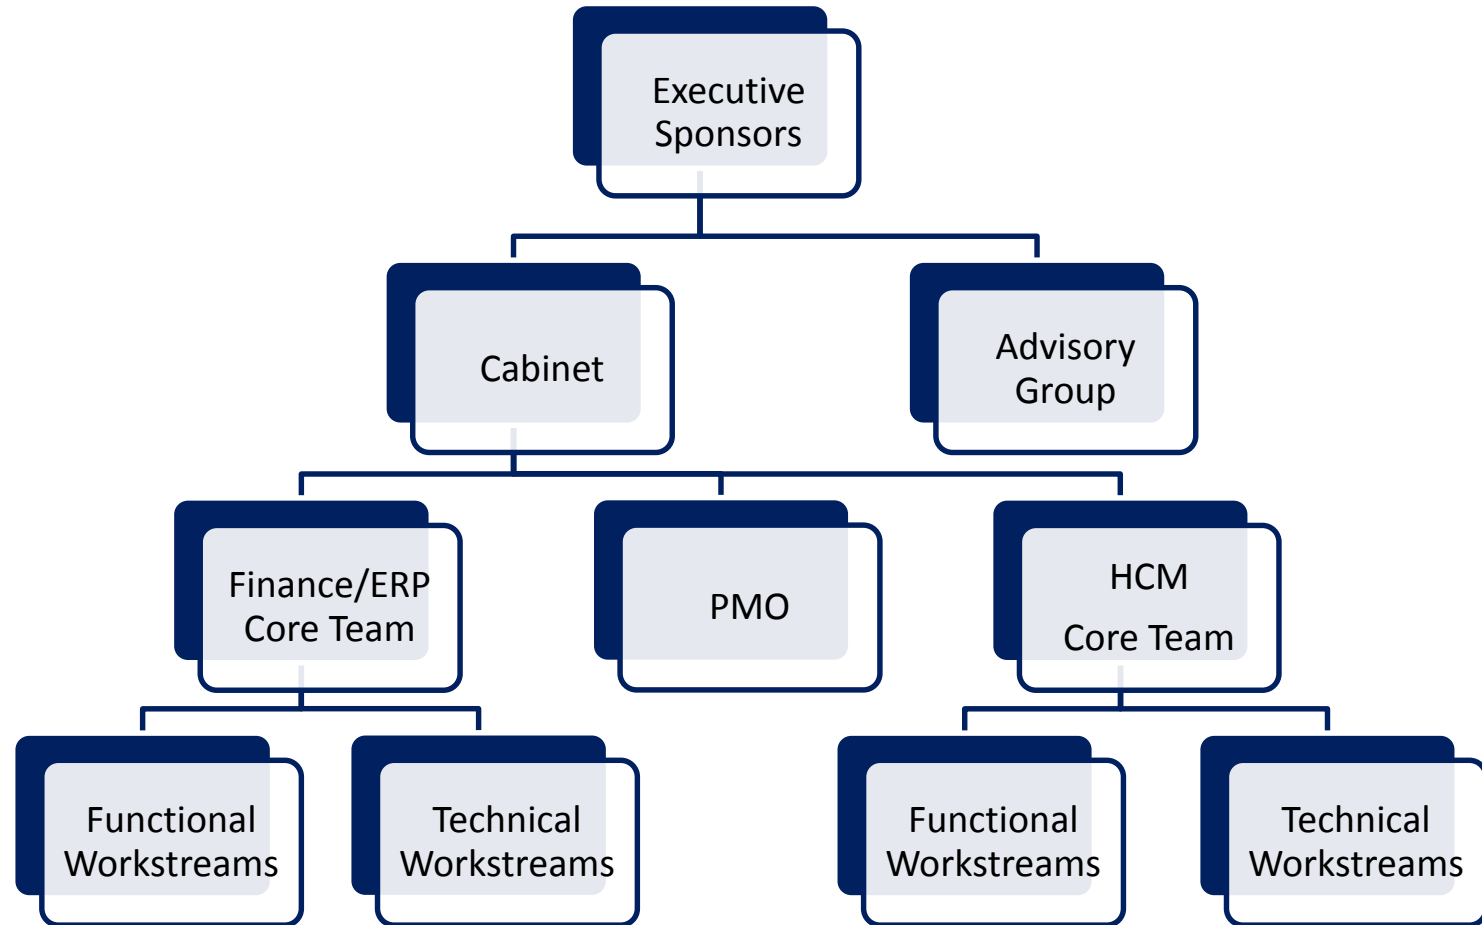 Executive
Sponsors
Cabinet
Advisory
Group
Finance/ERP
Core Team
PMO
HCM
Core Team
Functional
Workstreams
Technical
Workstreams
Functional
Workstreams
Technical
Workstreams